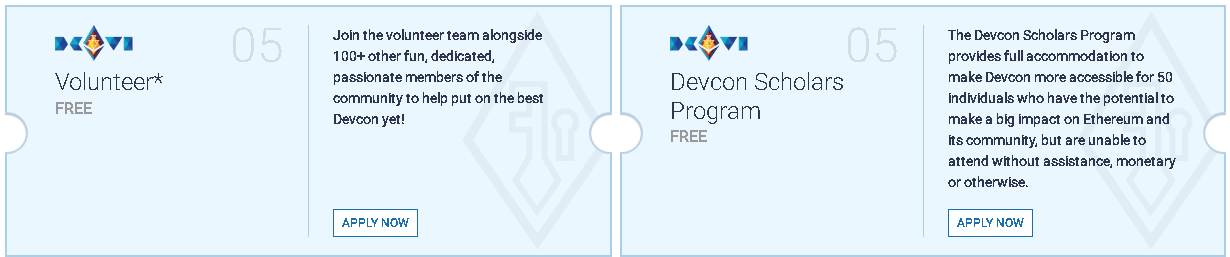 DCVI
05
Volunteer*
FREE
Join the volunteer team alongside
100+ other fun, dedicated,
passionate members of the
community to help put on the best
Devcon yet!
APPLY NOW
DCVI
05
Devcon Scholars
Program
FREE
The Devcon Scholars Program
provides full accommodation to
make Devcon more accessible for 50
individuals who have the potential to
make a big impact on Ethereum and
its community, but are unable to
attend without assistance, monetary
or otherwise.
APPLY NOW